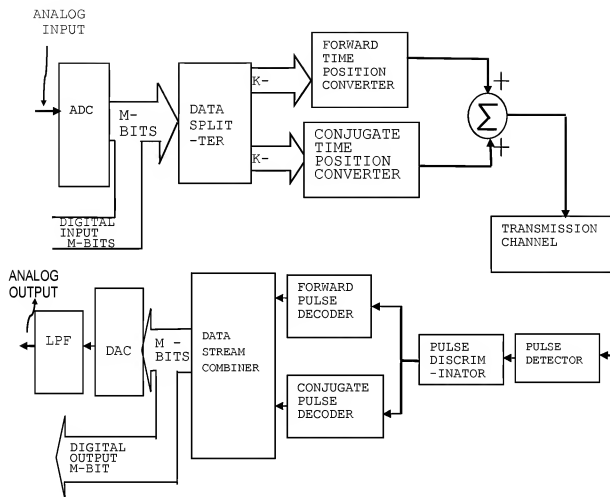 ANALOG
INPUT
ADC
M-
BITS
DIGITAL
INPUT
M-BITS
DATA
SPLIT
-TER
K-
K-
FORWARD
TIME
POSITION
CONVERTER
CONJUGATE
TIME
POSITION
CONVERTER
+
Σ
+
TRANSMISSION
CHANNEL
ANALOG
OUTPUT
LPF
DAC
M -
BITS
DIGITAL
OUTPUT
M-BIT
DATA
STREAM
COMBINER
FORWARD
PULSE
DECODER
CONJUGATE
PULSE
DECODER
PULSE
DISCRIM
-INATOR
PULSE
DETECTOR